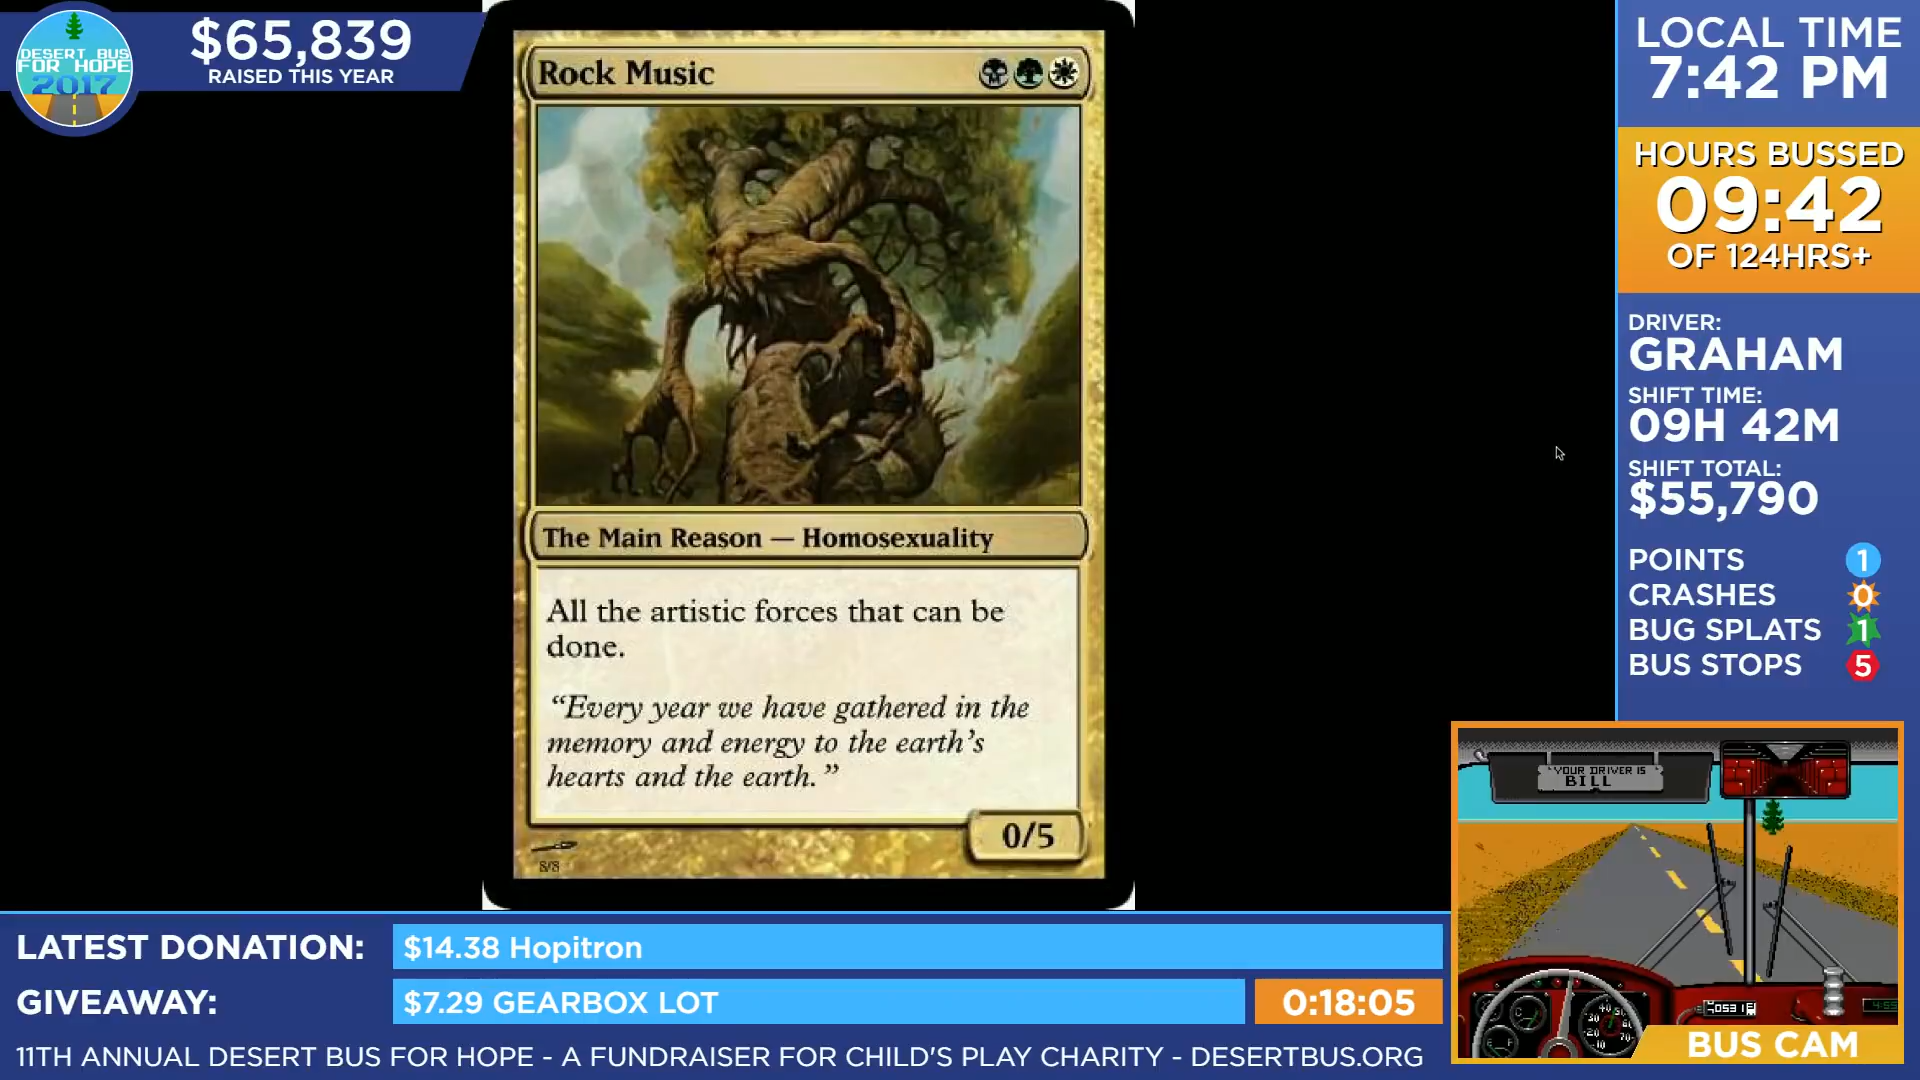 DESERT BUS
FOR HOPE
2017
$65,839
RAISED THIS YEAR
Rock Music
The Main Reason — Homosexuality
All the artistic forces that can be
done.
“Every year we have gathered in the
memory and energy to the earth’s
hearts and the earth.”
0/5
8/8
LOCAL TIME
7:42 PM
HOURS BUSSED
09:42
OF 124HRS+
DRIVER:
GRAHAM
SHIFT TIME:
09H 42M
SHIFT TOTAL:
$55,790
POINTS 1
CRASHES 0
BUG SPLATS 1
BUS STOPS 5
YOUR DRIVER IS
BILL
BUS CAM
LATEST DONATION: $14.38 Hopitron
GIVEAWAY: $7.29 GEARBOX LOT 0:18:05
11TH ANNUAL DESERT BUS FOR HOPE - A FUNDRAISER FOR CHILD'S PLAY CHARITY - DESERTBUS.ORG